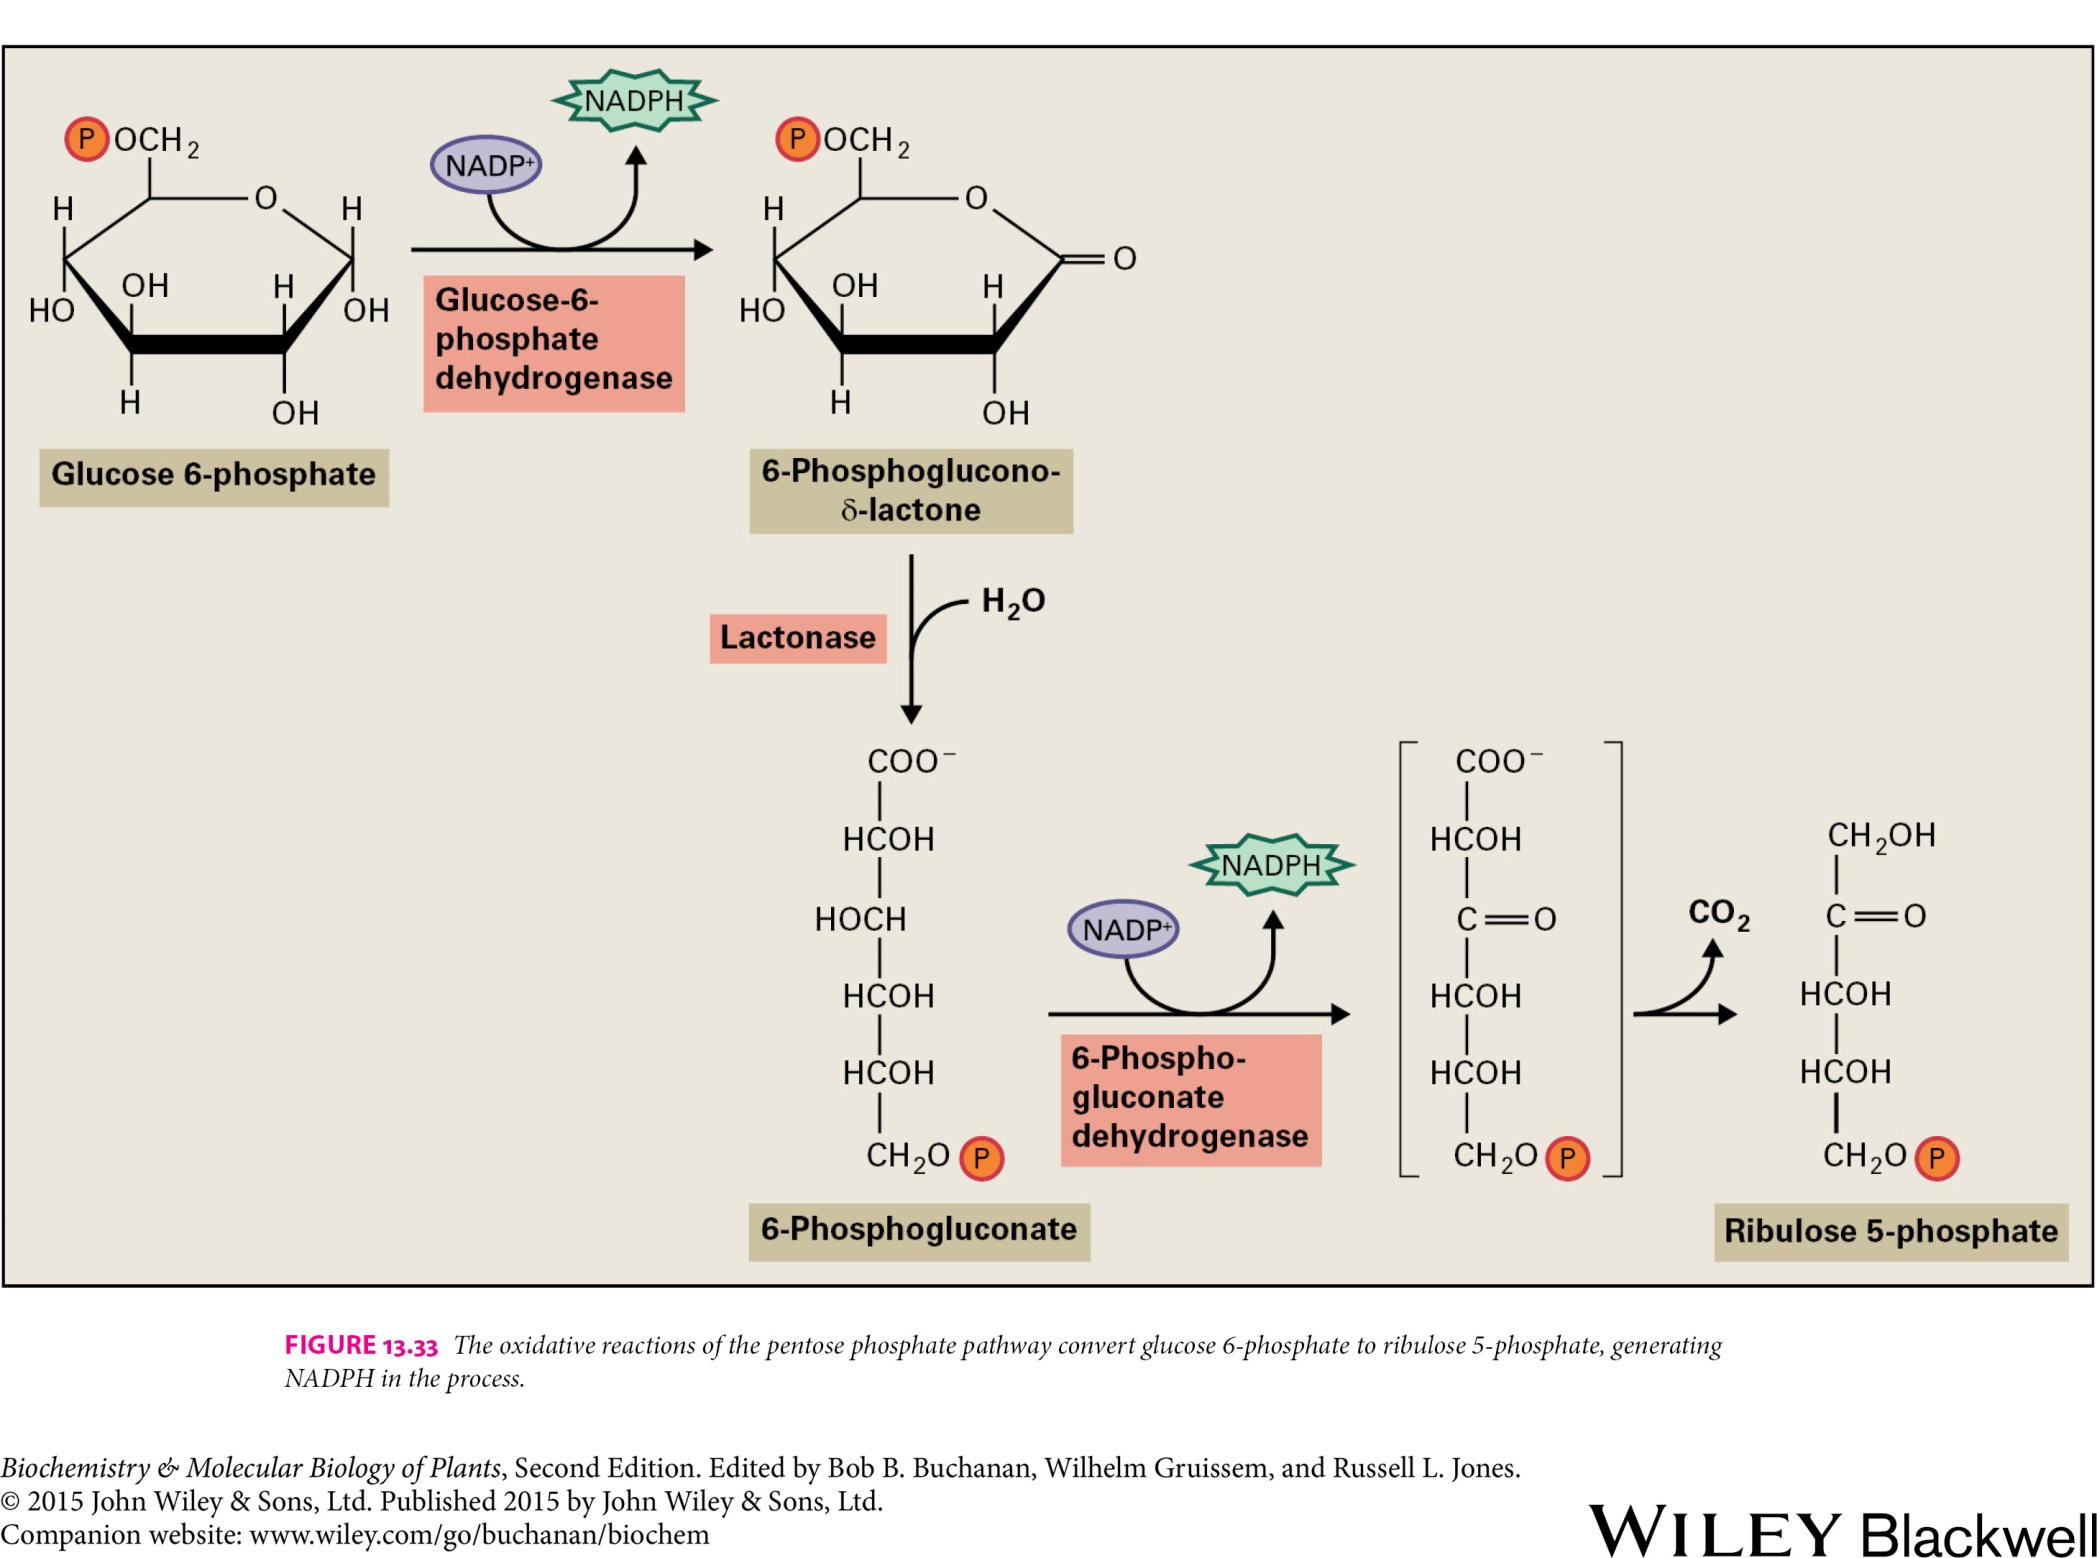 NADPH
P OCH2
P OCH2
NADP+
H O H
H O
O
OH H
OH H
HO OH
HO
Glucose-6-
phosphate
dehydrogenase
H OH
H OH
Glucose 6-phosphate
6-Phosphoglucono-
δ-lactone
H2O
Lactonase
COO−
HCOH
HOCH
HCOH
HCOH
CH2O P
6-Phosphogluconate
NADPH
NADP+
6-Phospho-
gluconate
dehydrogenase
COO−
HCOH
C O
HCOH
HCOH
CH2O P
CO2
CH2OH
C O
HCOH
HCOH
CH2O P
Ribulose 5-phosphate
FIGURE 13.33 The oxidative reactions of the pentose phosphate pathway convert glucose 6-phosphate to ribulose 5-phosphate, generating
NADPH in the process.
Biochemistry & Molecular Biology of Plants, Second Edition. Edited by Bob B. Buchanan, Wilhelm Gruissem, and Russell L. Jones.
© 2015 John Wiley & Sons, Ltd. Published 2015 by John Wiley & Sons, Ltd.
Companion website: www.wiley.com/go/buchanan/biochem
WILEY Blackwell